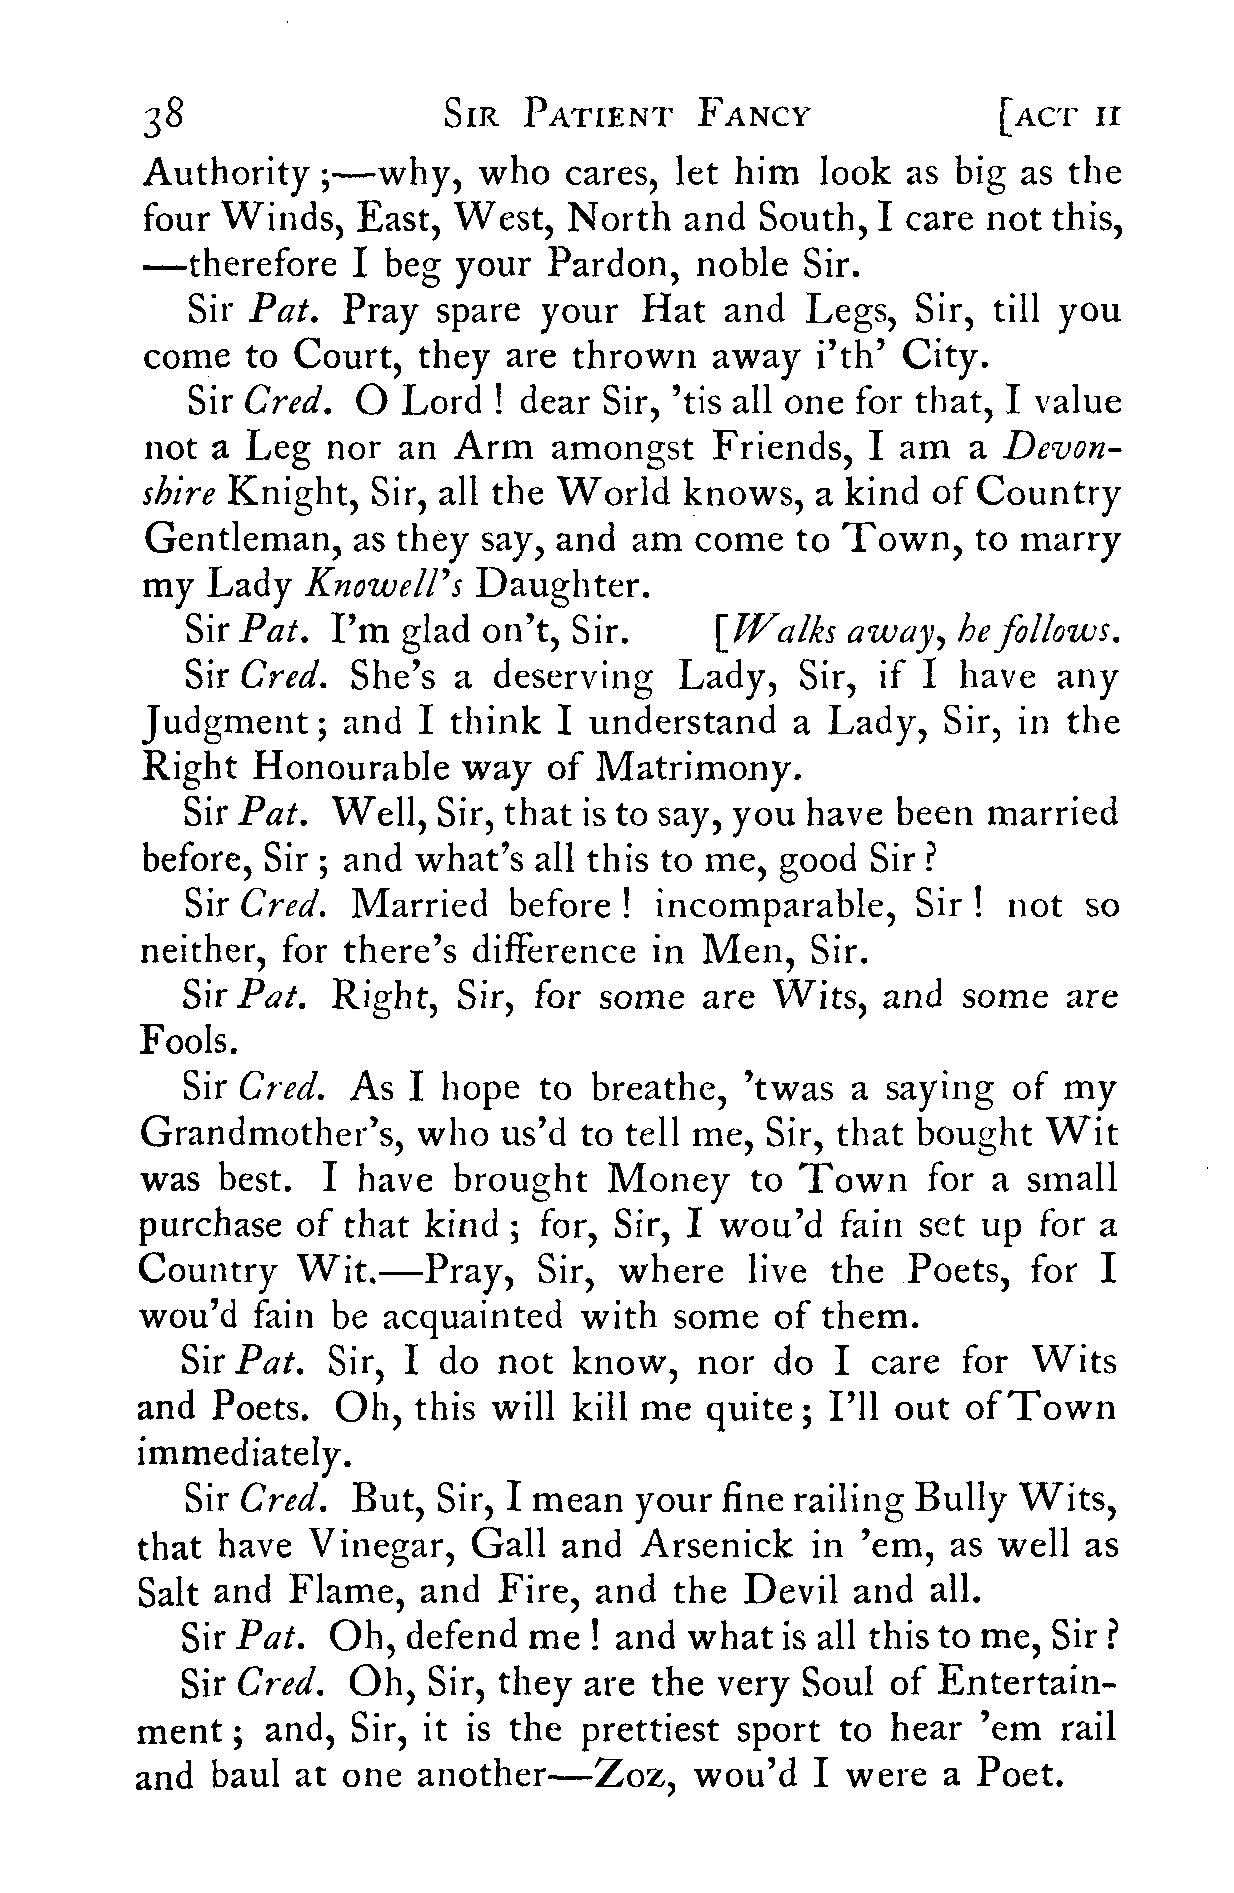 38 Sir Patient Fancy [act ii
Authority ;—why, who cares, let him look as big as the
four Winds, East, West, North and South, I care not this,
—therefore I beg your Pardon, noble Sir.
Sir Pat. Pray spare your Hat and Legs, Sir, till you
come to Court, they are thrown away i'th' City.
Sir Cred. O Lord ! dear Sir, 'tis all one for that, I value
not a Leg nor an Arm amongst Friends, I am a Devon-
shire Knight, Sir, all the World knows, a kind of Country
Gentleman, as they say, and am come to Town, to marry
my Lady Knowell's Daughter.
Sir Pat. I'm glad on't, Sir. [Walks away, he follows.
Sir Cred. She's a deserving Lady, Sir, if I have any
Judgment ; and I think I understand a Lady, Sir, in the
Right Honourable way of Matrimony.
Sir Pat. Well, Sir, that is to say, you have been married
before, Sir ; and what's all this to me, good Sir ?
Sir Cred. Married before ! incomparable, Sir ! not so
neither, for there's difference in Men, Sir.
Sir Pat. Right, Sir, for some are Wits, and some are
Fools.
Sir Cred. As I hope to breathe, 'twas a saying of my
Grandmother's, who us'd to tell me, Sir, that bought Wit
was best. I have brought Money to Town for a small
purchase of that kind ; for, Sir, I wou'd fain set up for a
Country Wit.—Pray, Sir, where live the Poets, for I
wou'd fain be acquainted with some of them.
Sir Pat. Sir, I do not know, nor do I care for Wits
and Poets. Oh, this will kill me quite ; I'll out of Town
immediately.
Sir Cred. But, Sir, I mean your fine railing Bully Wits,
that have Vinegar, Gall and Arsenick in 'em, as well as
Salt and Flame, and Fire, and the Devil and all.
Sir Pat. Oh, defend me ! and what is all this to me, Sir ?
Sir Cred. Oh, Sir, they are the very Soul of Entertain-
ment ; and, Sir, it is the prettiest sport to hear 'em rail
and baul at one another—Zoz, wou'd I were a Poet.